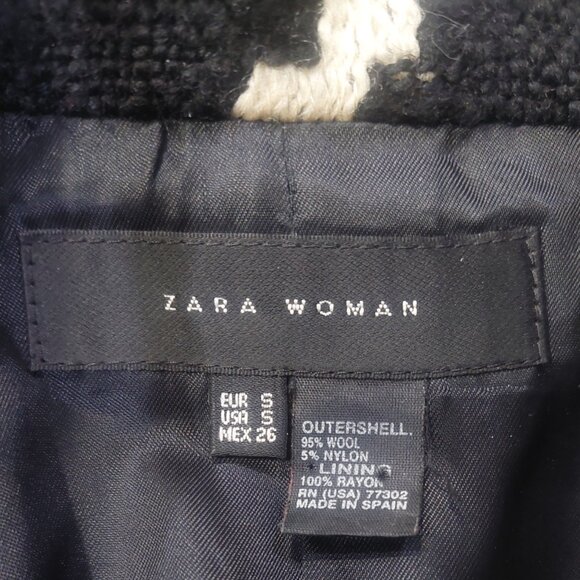 ZARA WOMAN
EUR S
USA S
MEX 26
OUTERSHELL.
95% WOOL
5% NYLON
LINING
100% RAYON
RN (USA) 77302
MADE IN SPAIN